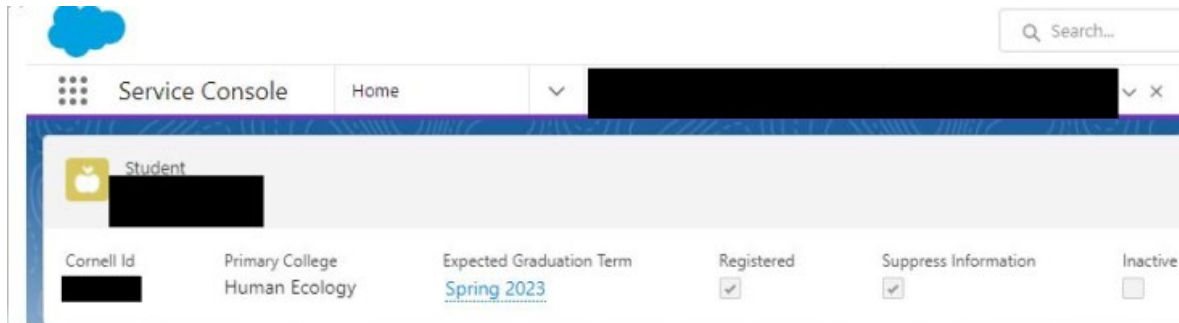 Search...
Service Console Home
Student
Cornell Id Primary College Expected Graduation Term Registered Suppress Information Inactive
Human Ecology Spring 2023